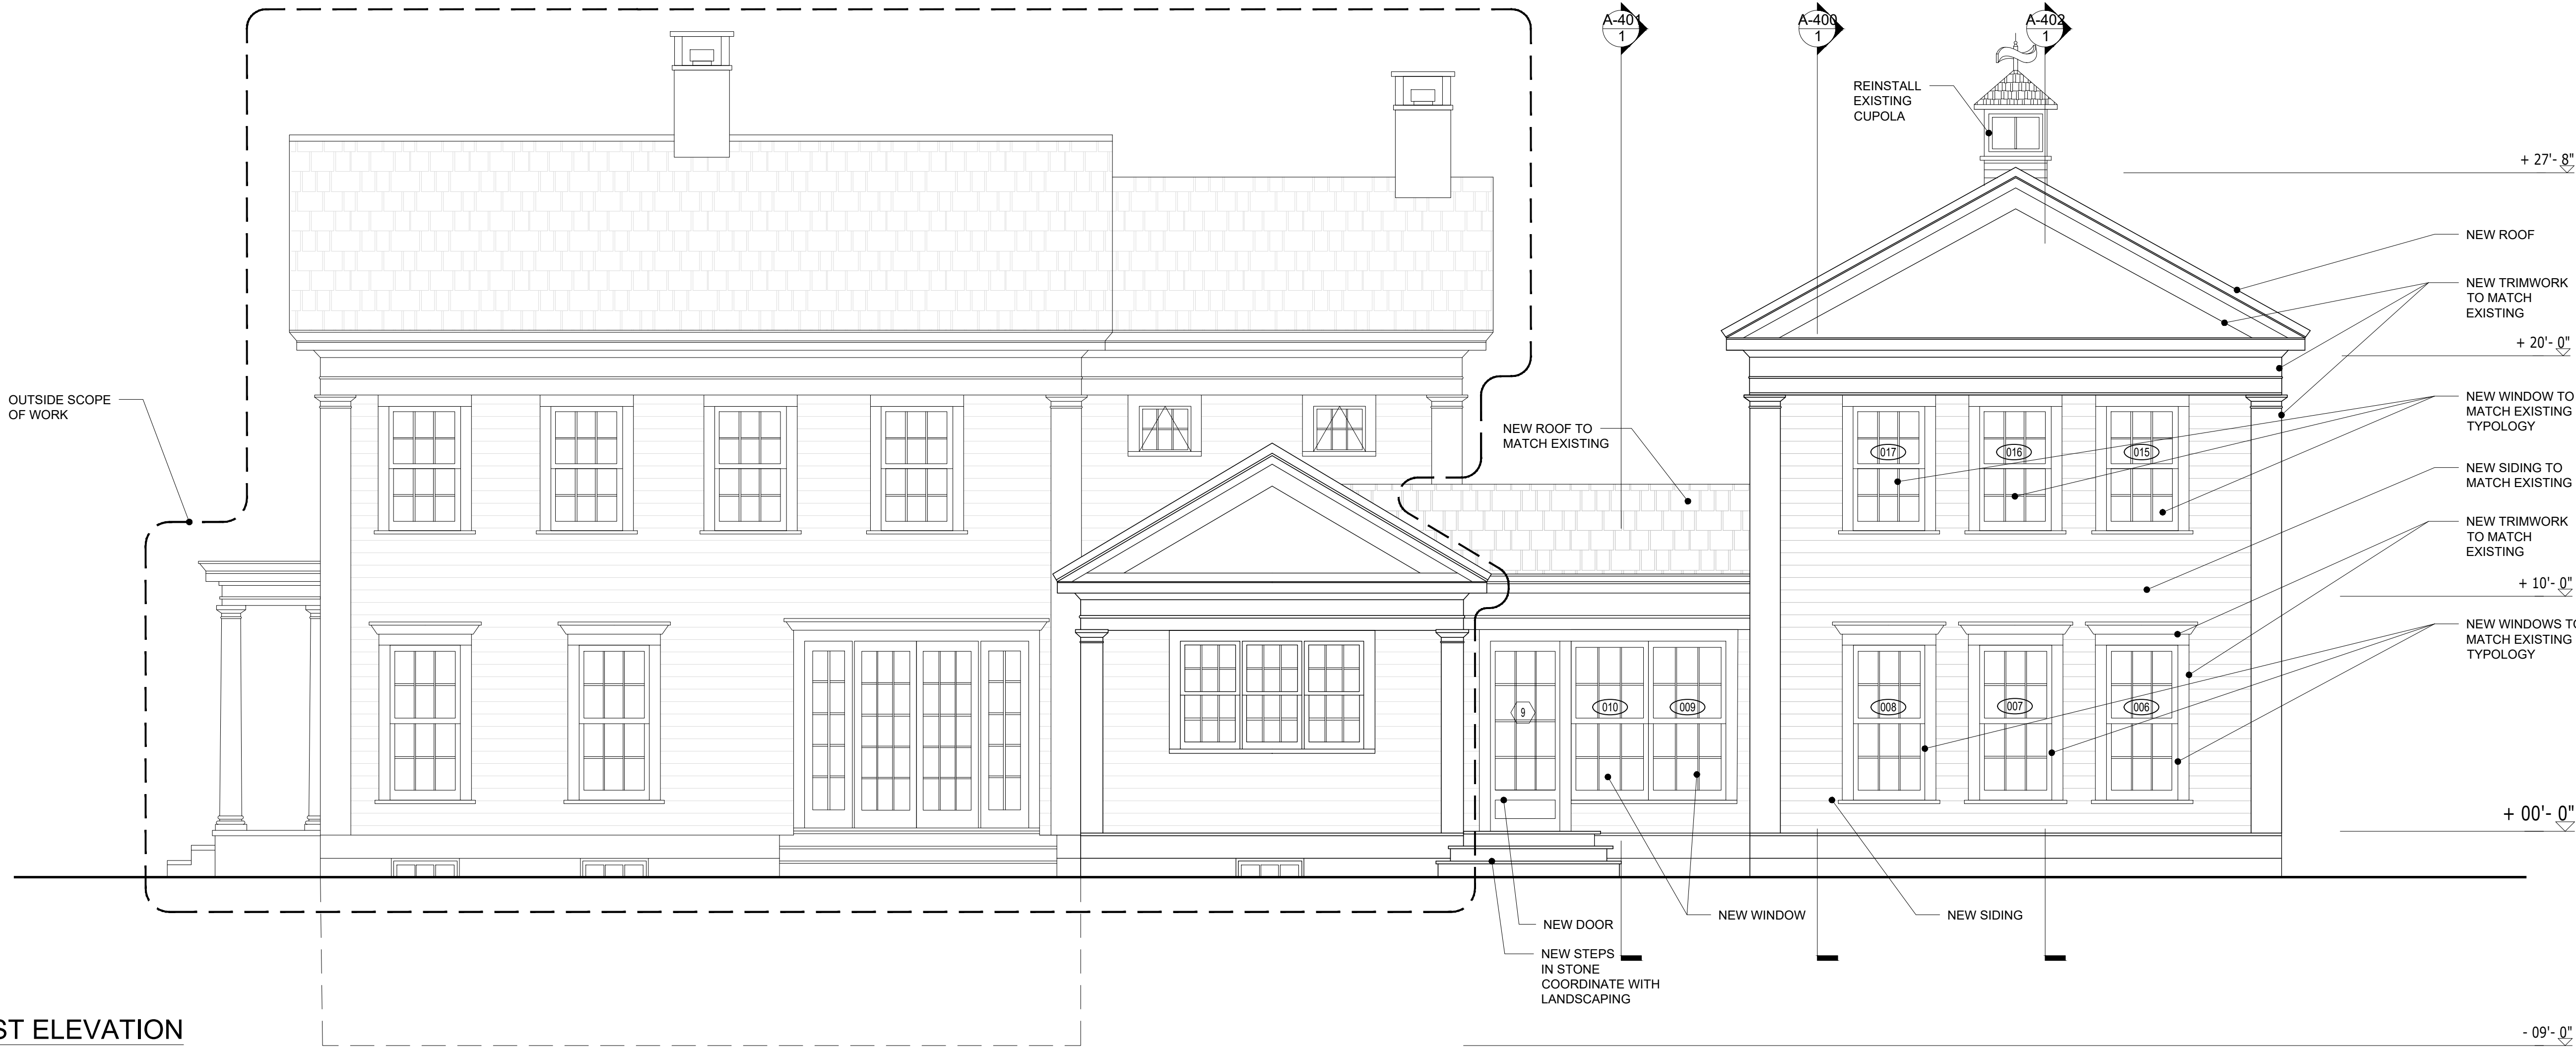 A-401
1
A-400
1
A-402
1
REINSTALL
EXISTING
CUPOLA
+ 27'- 8"
NEW ROOF
NEW TRIMWORK
TO MATCH
EXISTING
+ 20'- 0"
OUTSIDE SCOPE
OF WORK
NEW ROOF TO
MATCH EXISTING
NEW WINDOW TO
MATCH EXISTING
TYPOLOGY
017
016
015
NEW SIDING TO
MATCH EXISTING
NEW TRIMWORK
TO MATCH
EXISTING
+ 10'- 0"
NEW WINDOWS TO
MATCH EXISTING
TYPOLOGY
9
010
009
008
007
006
+ 00'- 0"
NEW DOOR
NEW WINDOW
NEW SIDING
NEW STEPS
IN STONE
COORDINATE WITH
LANDSCAPING
ST ELEVATION
- 09'- 0"